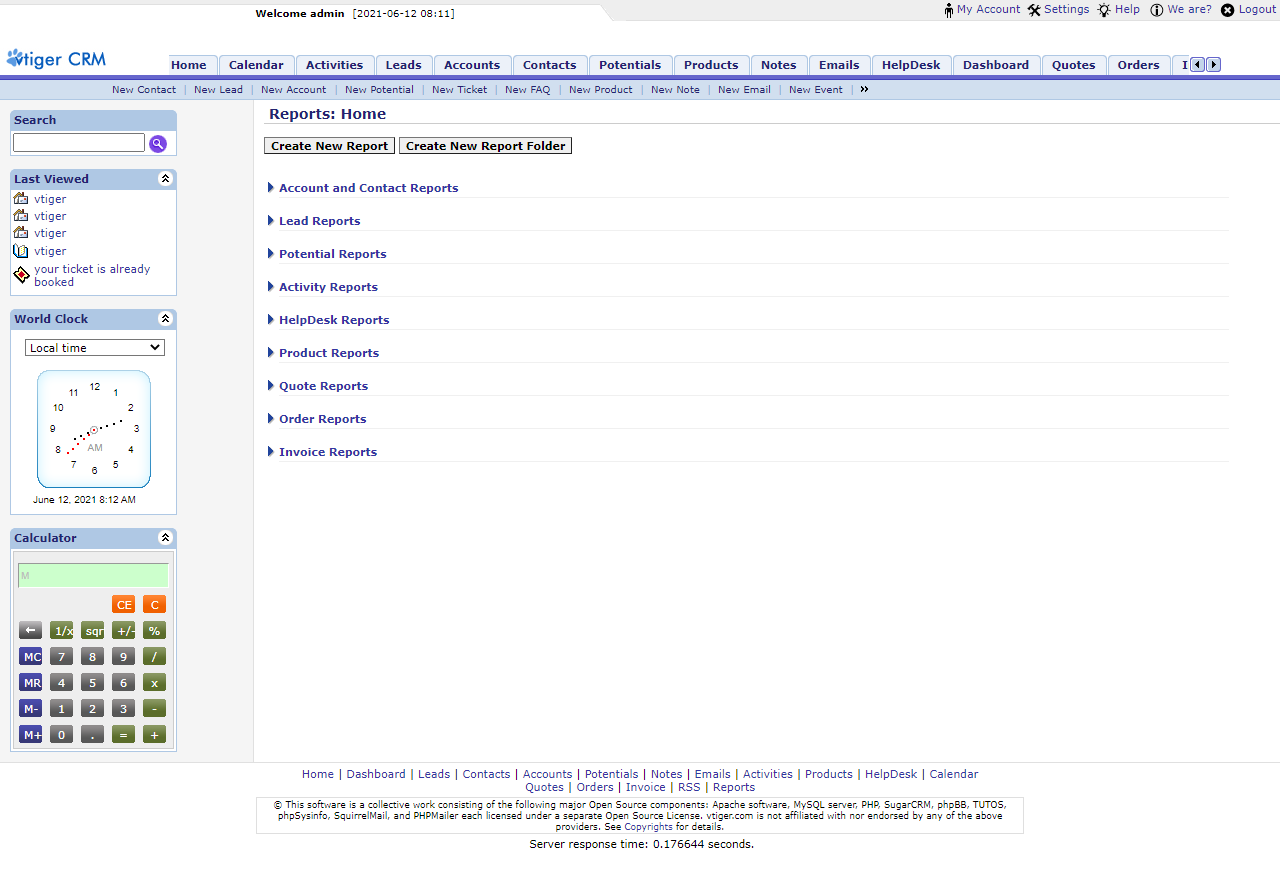 Welcome admin [2021-06-12 08:11]
My Account Settings Help We are? Logout
vtiger CRM
Home Calendar Activities Leads Accounts Contacts Potentials Products Notes Emails HelpDesk Dashboard Quotes Orders I
New Contact | New Lead | New Account | New Potential | New Ticket | New FAQ | New Product | New Note | New Email | New Event | »
Search
Last Viewed
vtiger
vtiger
vtiger
vtiger
your ticket is already
booked
World Clock
Local time
12
11 1
10 2
9 3
8 AM 4
7 5
6
June 12, 2021 8:12 AM
Calculator
M
CE C
← 1/x sqr +/- %
MC 7 8 9 /
MR 4 5 6 x
M- 1 2 3 -
M+ 0 . = +
Reports: Home
Create New Report Create New Report Folder
Account and Contact Reports
Lead Reports
Potential Reports
Activity Reports
HelpDesk Reports
Product Reports
Quote Reports
Order Reports
Invoice Reports
Home | Dashboard | Leads | Contacts | Accounts | Potentials | Notes | Emails | Activities | Products | HelpDesk | Calendar
Quotes | Orders | Invoice | RSS | Reports
© This software is a collective work consisting of the following major Open Source components: Apache software, MySQL server, PHP, SugarCRM, phpBB, TUTOS,
phpSysinfo, SquirrelMail, and PHPMailer each licensed under a separate Open Source License. vtiger.com is not affiliated with nor endorsed by any of the above
providers. See Copyrights for details.
Server response time: 0.176644 seconds.